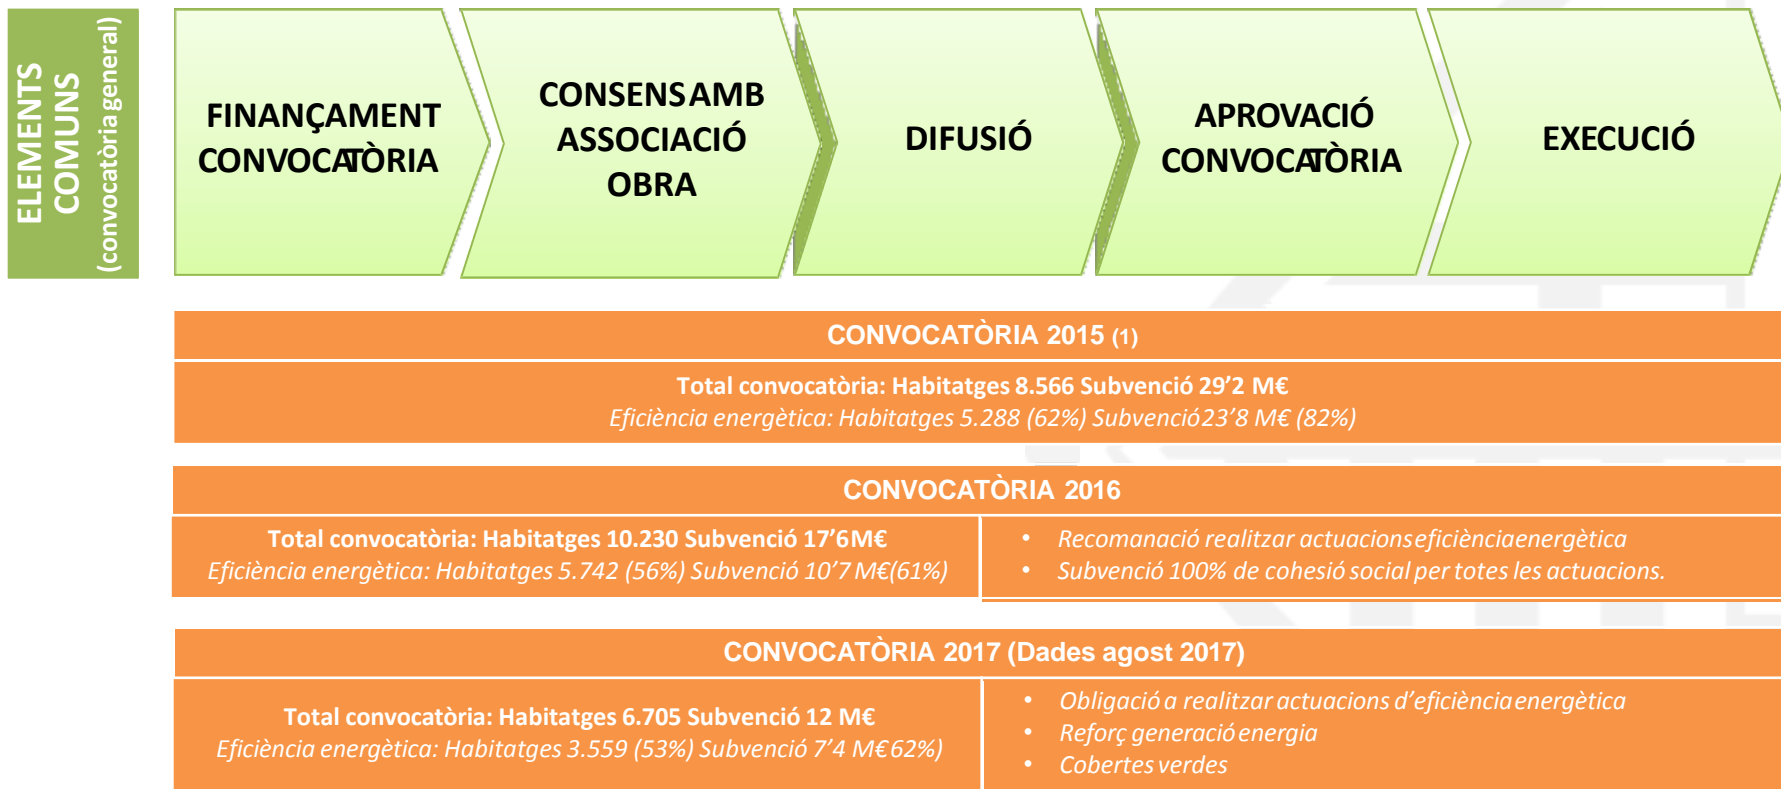 ELEMENTS
COMUNS
(convocatòria general)
FINANÇAMENT
CONVOCATÒRIA
CONSENS AMB
ASSOCIACIÓ
OBRA
DIFUSIÓ
APROVACIÓ
CONVOCATÒRIA
EXECUCIÓ
CONVOCATÒRIA 2015 (1)
Total convocatòria: Habitatges 8.566 Subvenció 29’2 M€
Eficiència energètica: Habitatges 5.288 (62%) Subvenció 23’8 M€ (82%)
CONVOCATÒRIA 2016
Total convocatòria: Habitatges 10.230 Subvenció 17’6 M€
Eficiència energètica: Habitatges 5.742 (56%) Subvenció 10’7 M€ (61%)
• Recomanació realitzar actuacions eficiència energètica
• Subvenció 100% de cohesió social per totes les actuacions.
CONVOCATÒRIA 2017 (Dades agost 2017)
Total convocatòria: Habitatges 6.705 Subvenció 12 M€
Eficiència energètica: Habitatges 3.559 (53%) Subvenció 7’4 M€ 62%)
• Obligació a realitzar actuacions d’eficiència energètica
• Reforç generació energia
• Cobertes verdes